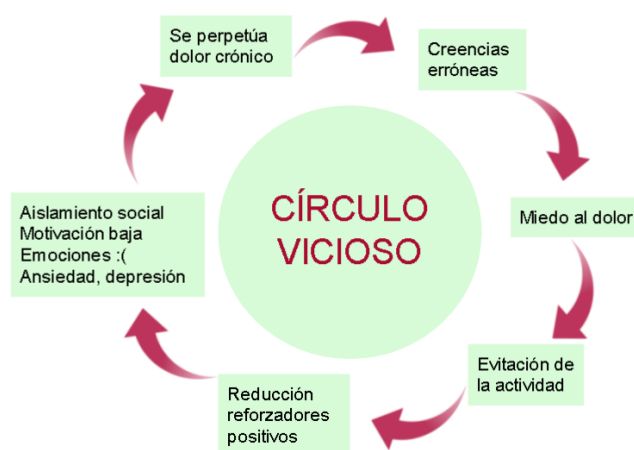 Se perpetúa
dolor crónico
Creencias
erróneas
Miedo al dolor
Evitación de
la actividad
Reducción
reforzadores
positivos
Aislamiento social
Motivación baja
Emociones :(
Ansiedad, depresión
CÍRCULO
VICIOSO